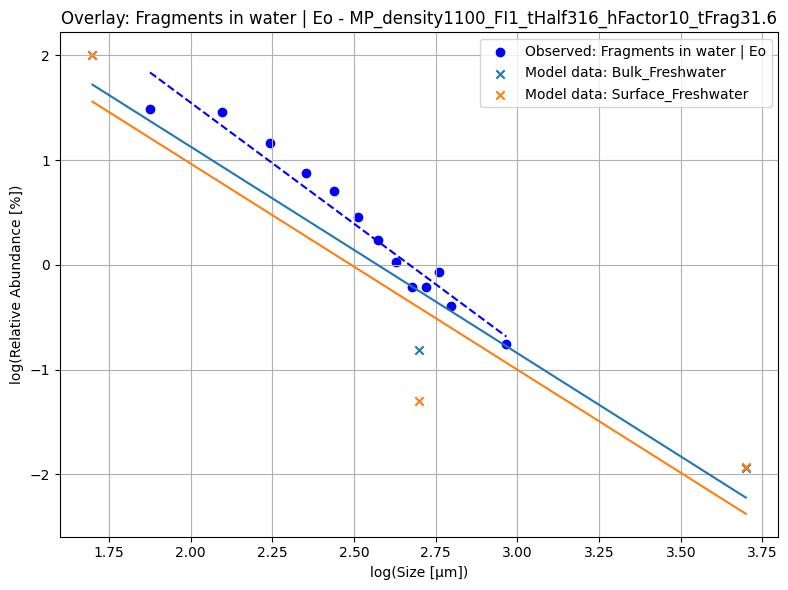 Overlay: Fragments in water | Eo - MP_density1100_FI1_tHalf316_hFactor10_tFrag31.6
Observed: Fragments in water | Eo
Model data: Bulk_Freshwater
Model data: Surface_Freshwater
log(Relative Abundance [%])
2
1
0
−1
−2
1.75
2.00
2.25
2.50
2.75
3.00
3.25
3.50
3.75
log(Size [µm])